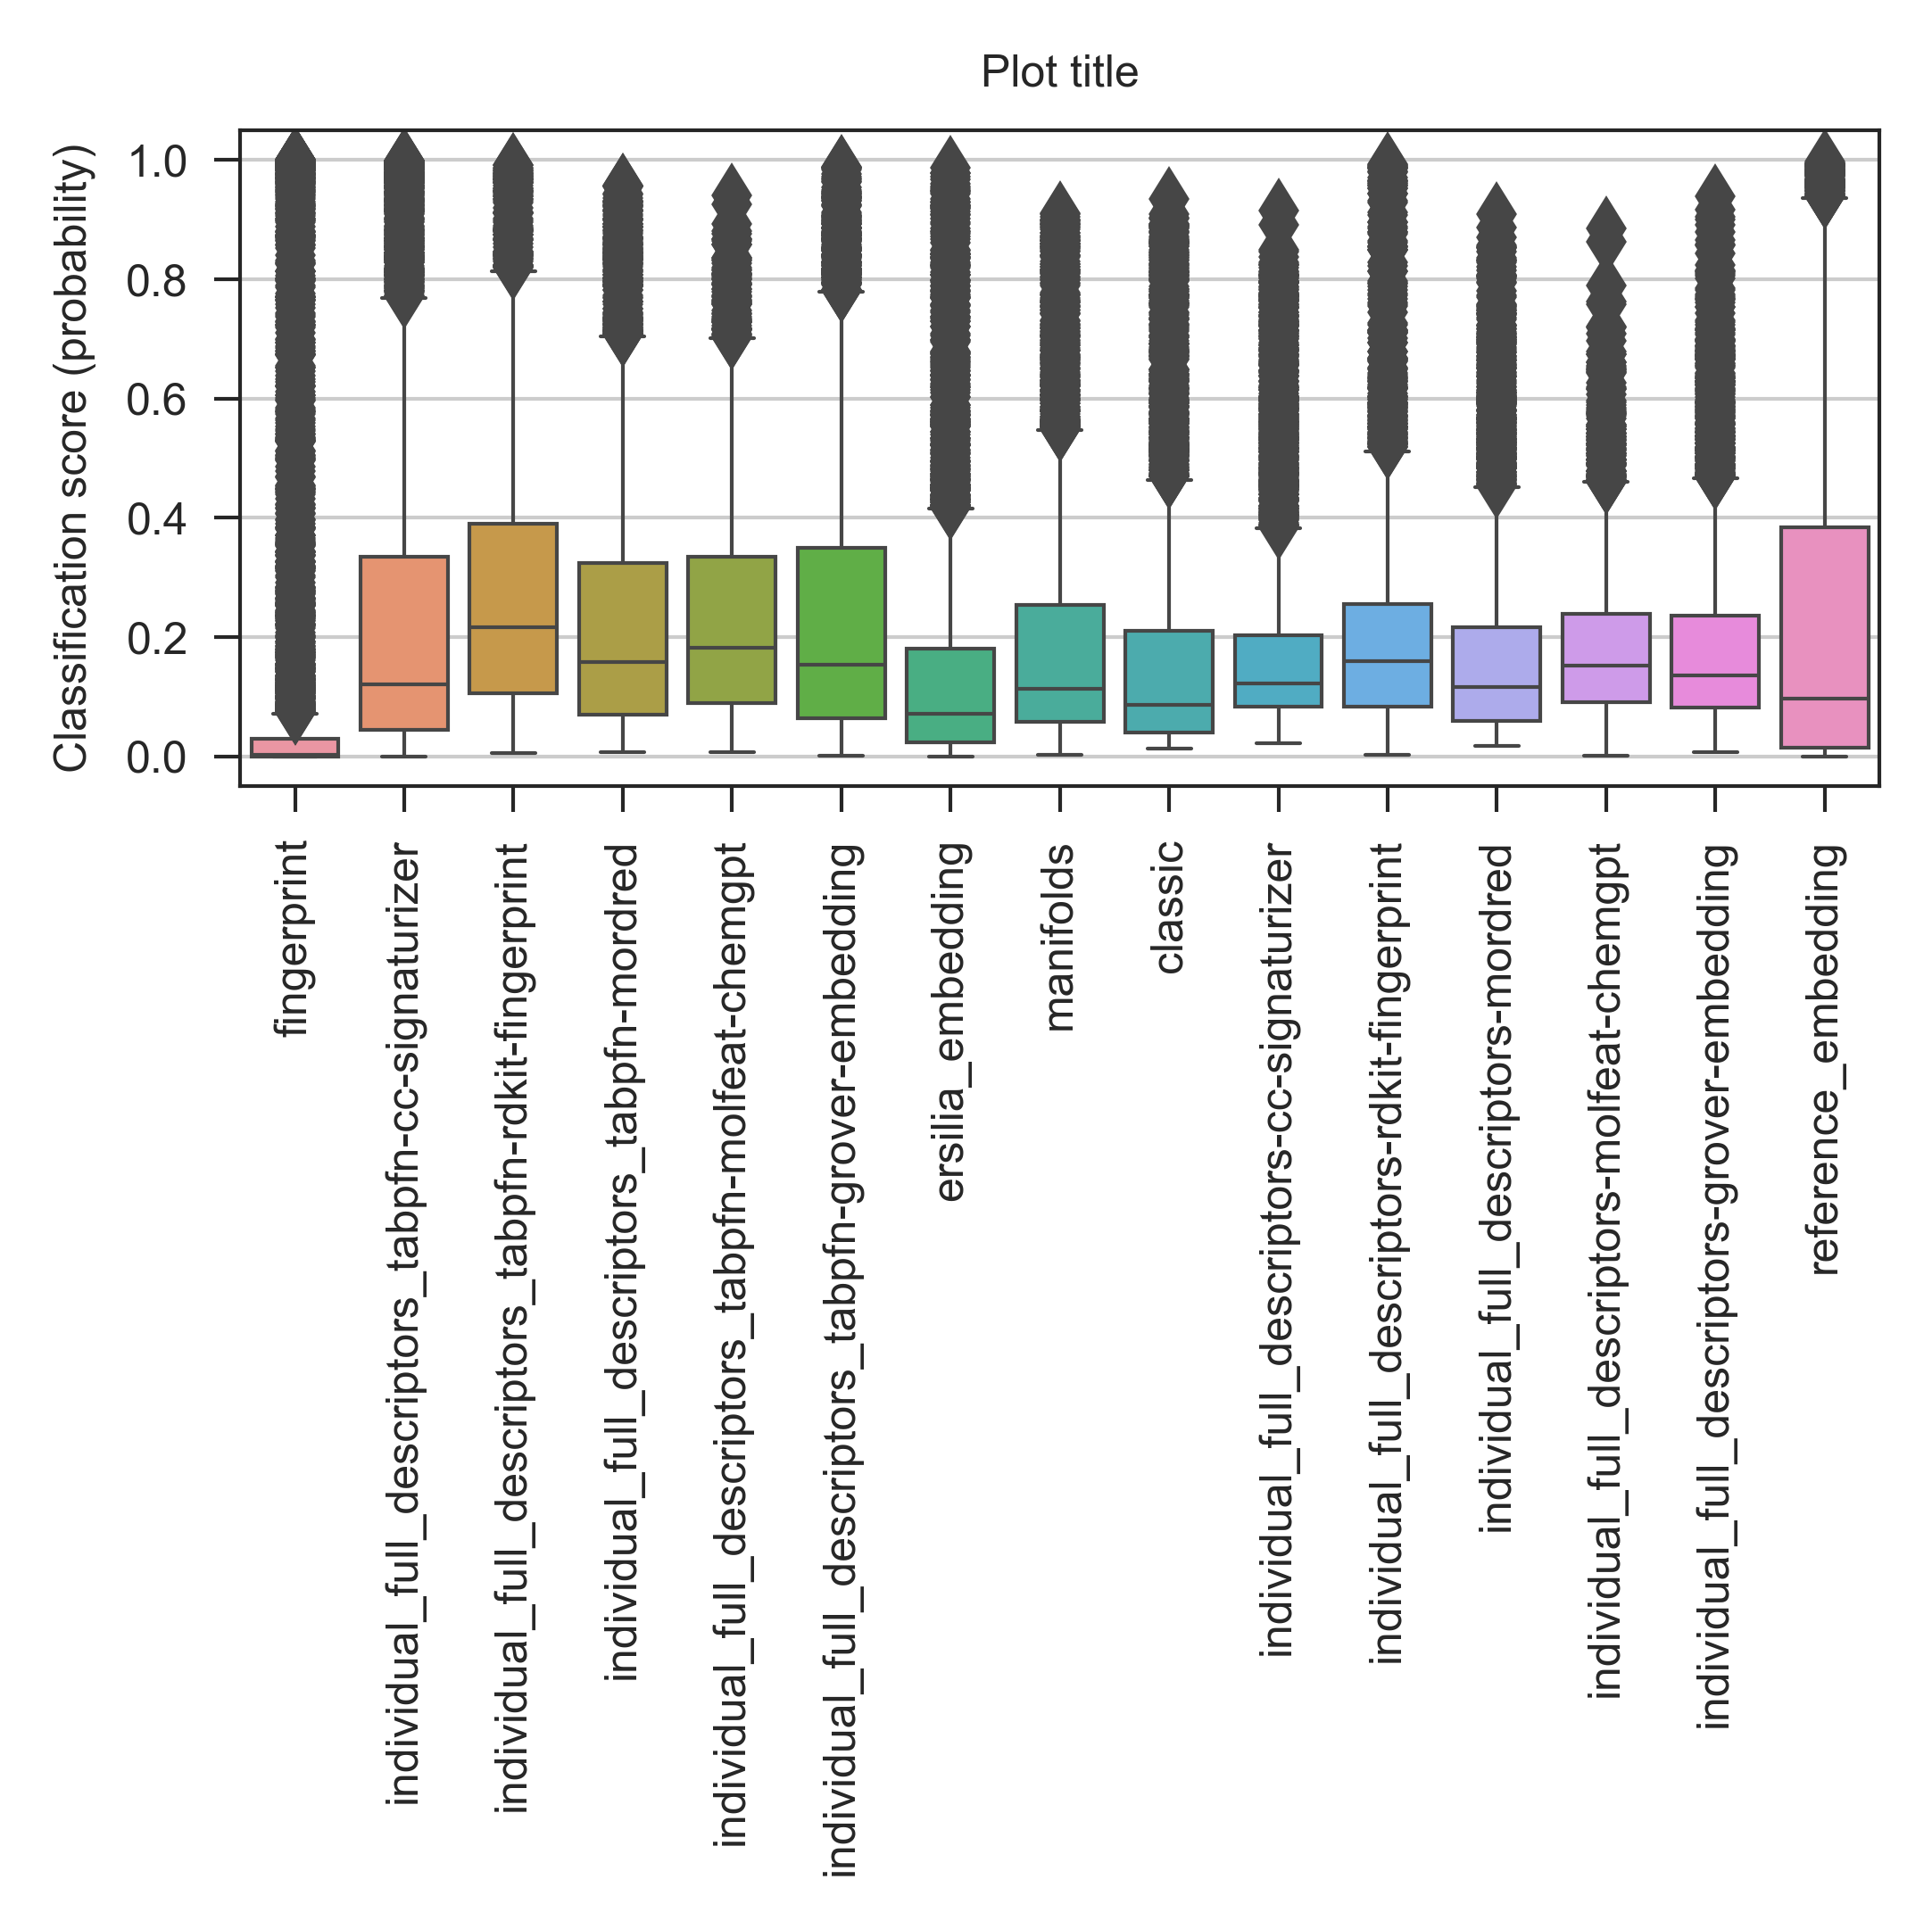 Plot title
Classification score (probability)
1.0
0.8
0.6
0.4
0.2
0.0
fingerprint
individual_full_descriptors_tabpfn-cc-signaturizer
individual_full_descriptors_tabpfn-rdkit-fingerprint
individual_full_descriptors_tabpfn-mordred
individual_full_descriptors_tabpfn-molfeat-chemgpt
individual_full_descriptors_tabpfn-grover-embedding
ersilia_embedding
manifolds
classic
individual_full_descriptors-cc-signaturizer
individual_full_descriptors-rdkit-fingerprint
individual_full_descriptors-mordred
individual_full_descriptors-molfeat-chemgpt
individual_full_descriptors-grover-embedding
reference_embedding